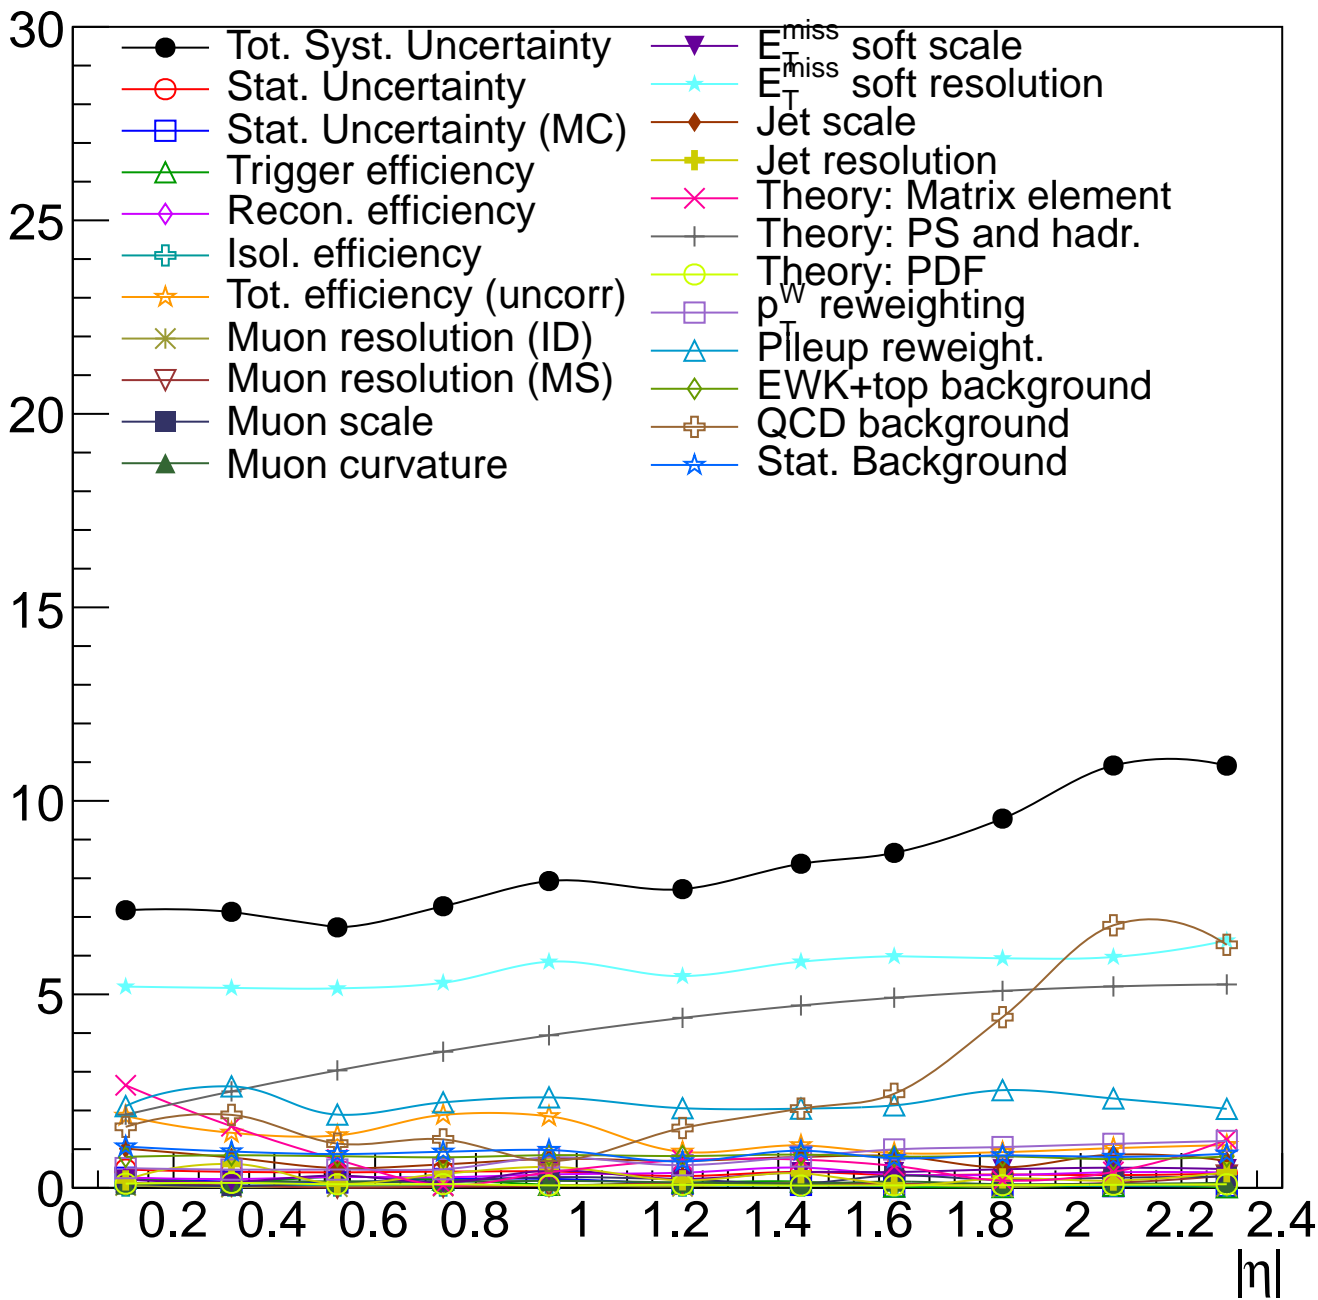 30
25
20
15
10
5
0
Tot. Syst. Uncertainty
Stat. Uncertainty
Stat. Uncertainty (MC)
Trigger efficiency
Recon. efficiency
Isol. efficiency
Tot. efficiency (uncorr)
Muon resolution (ID)
Muon resolution (MS)
Muon scale
Muon curvature
E_T^miss soft scale
E_T^miss soft resolution
Jet scale
Jet resolution
Theory: Matrix element
Theory: PS and hadr.
Theory: PDF
p_T^W reweighting
Pileup reweight.
EWK+top background
QCD background
Stat. Background
0 0.2 0.4 0.6 0.8 1 1.2 1.4 1.6 1.8 2 2.2 2.4
|η|